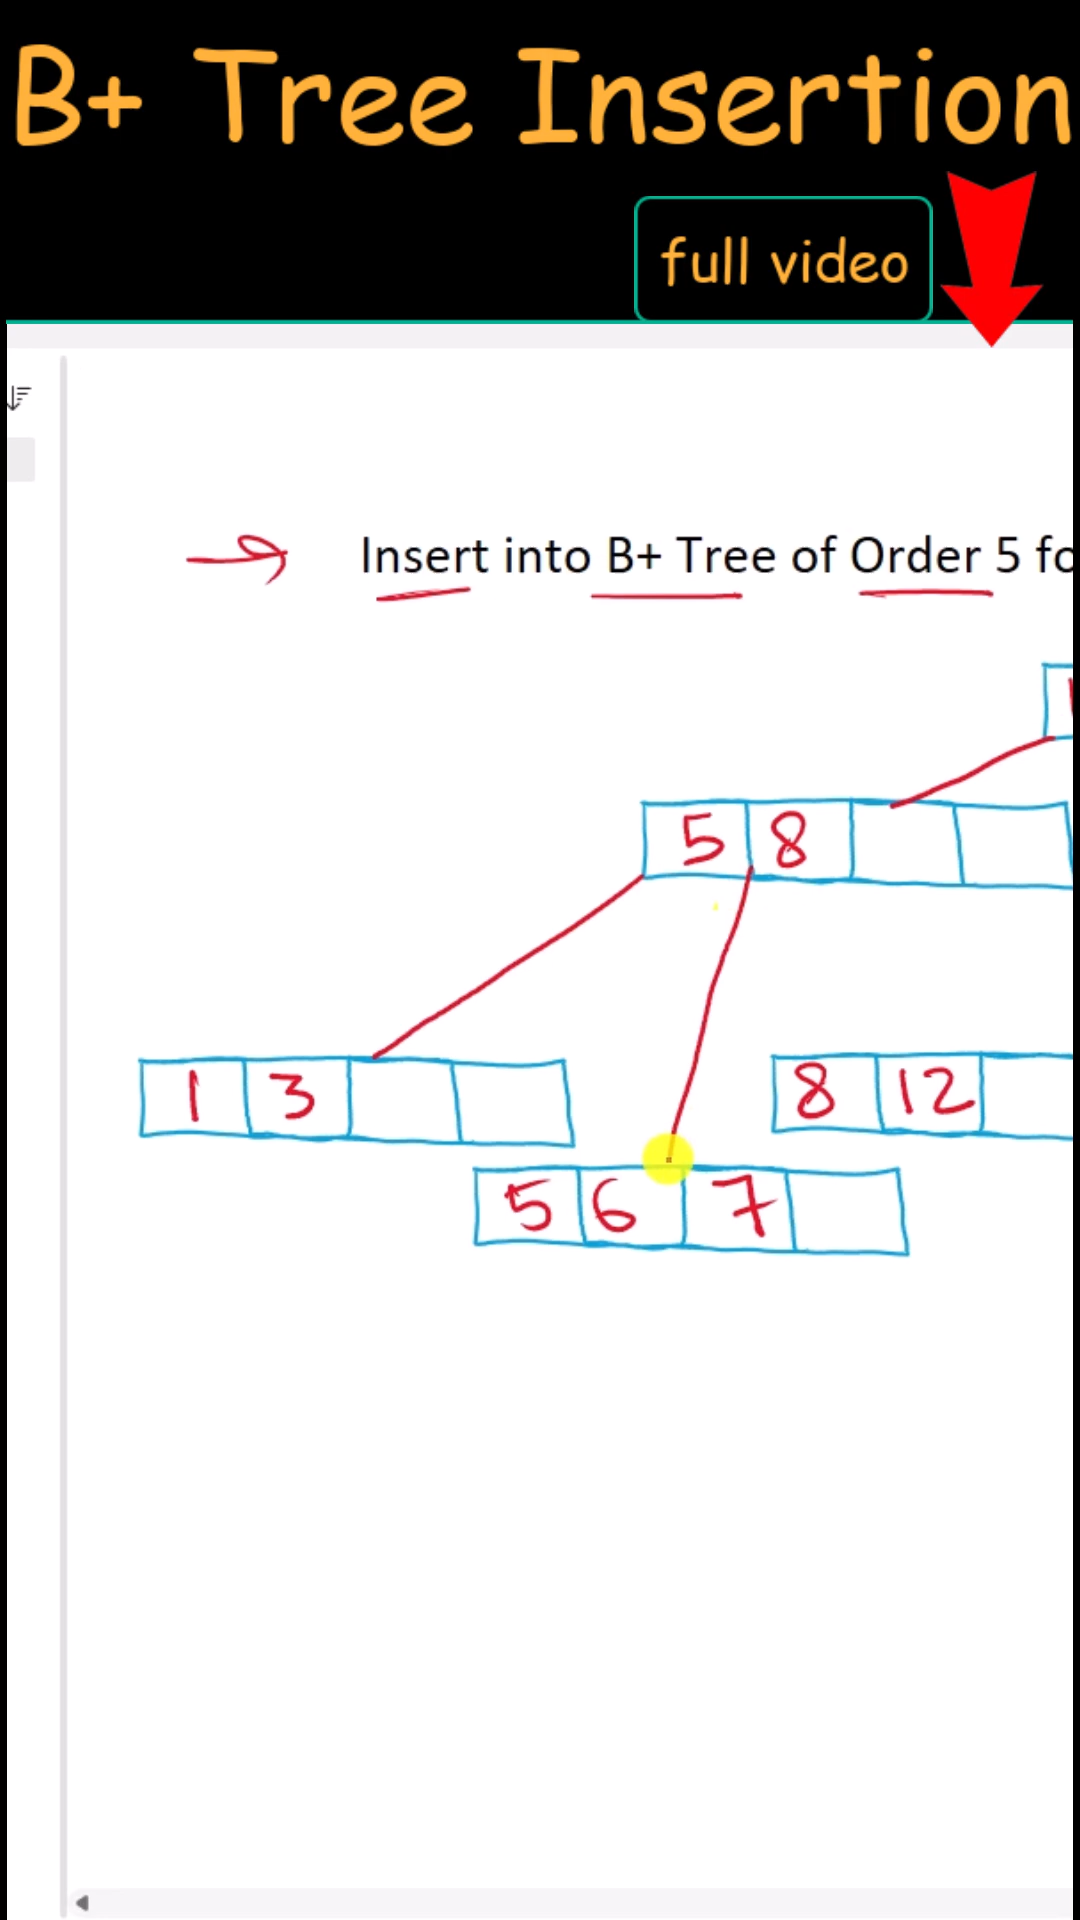 B+ Tree Insertion
full video
Insert into B+ Tree of Order 5
5 8
1 3
8 12
5 6 7